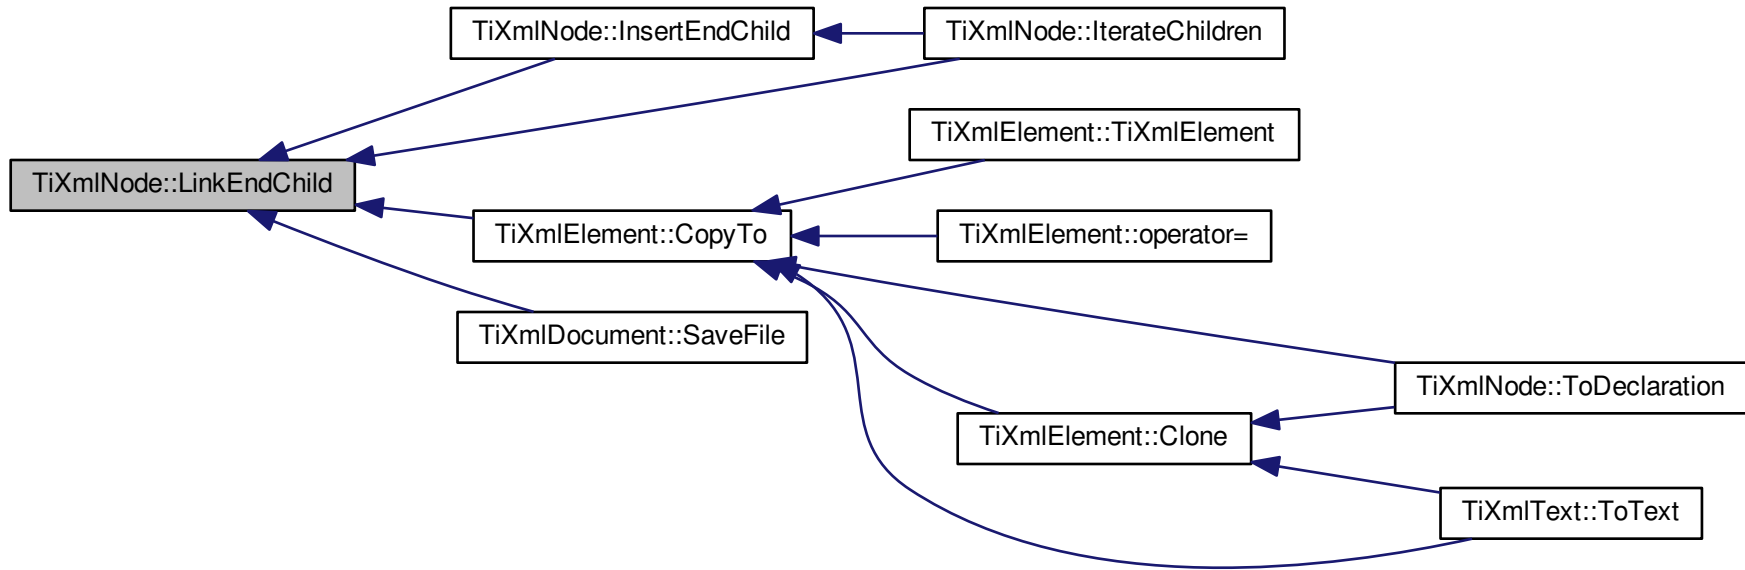 TiXmlNode::InsertEndChild
TiXmlNode::IterateChildren
TiXmlElement::TiXmlElement
TiXmlNode::LinkEndChild
TiXmlElement::CopyTo
TiXmlElement::operator=
TiXmlDocument::SaveFile
TiXmlNode::ToDeclaration
TiXmlElement::Clone
TiXmlText::ToText